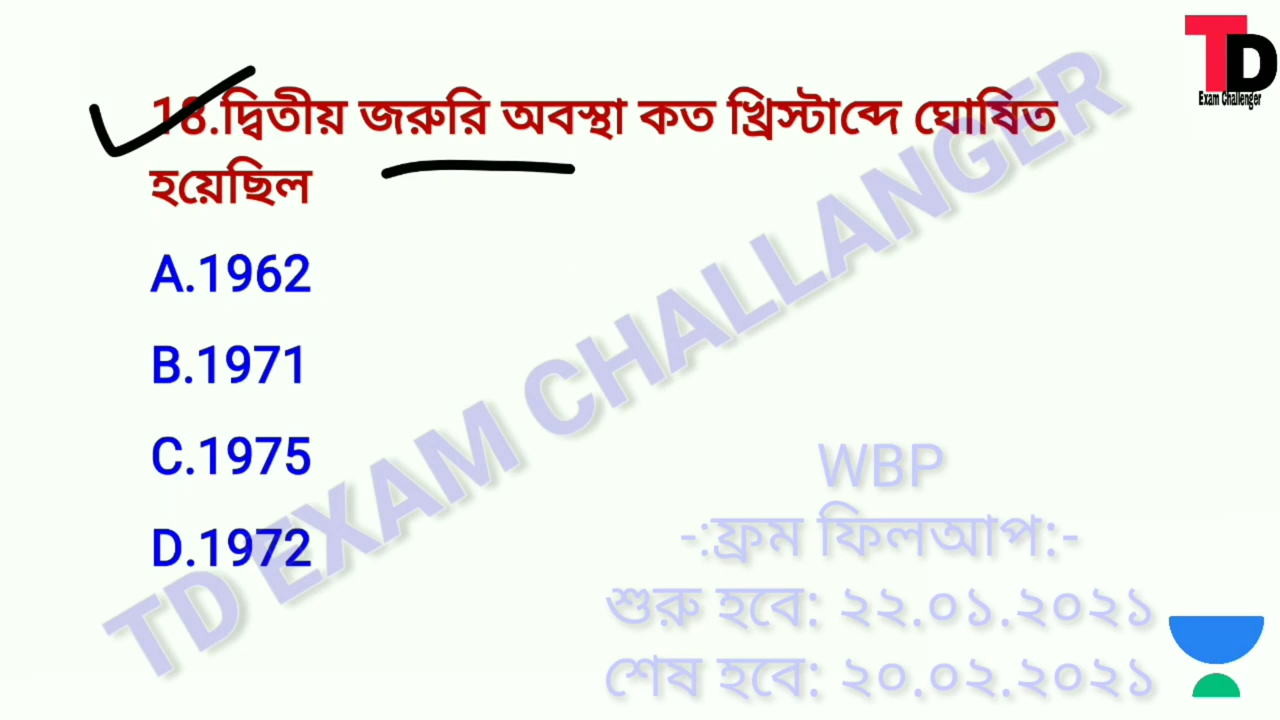 TD
Exam Challenger
18.দ্বিতীয় জরুরি অবস্থা কত খ্রিস্টাব্দে ঘোষিত
হয়েছিল
A.1962
B.1971
C.1975
D.1972
TD EXAM CHALLANGER
WBP
-:ফ্রম ফিলআপ:-
শুরু হবে: ২২.০১.২০২১
শেষ হবে: ২০.০২.২০২১